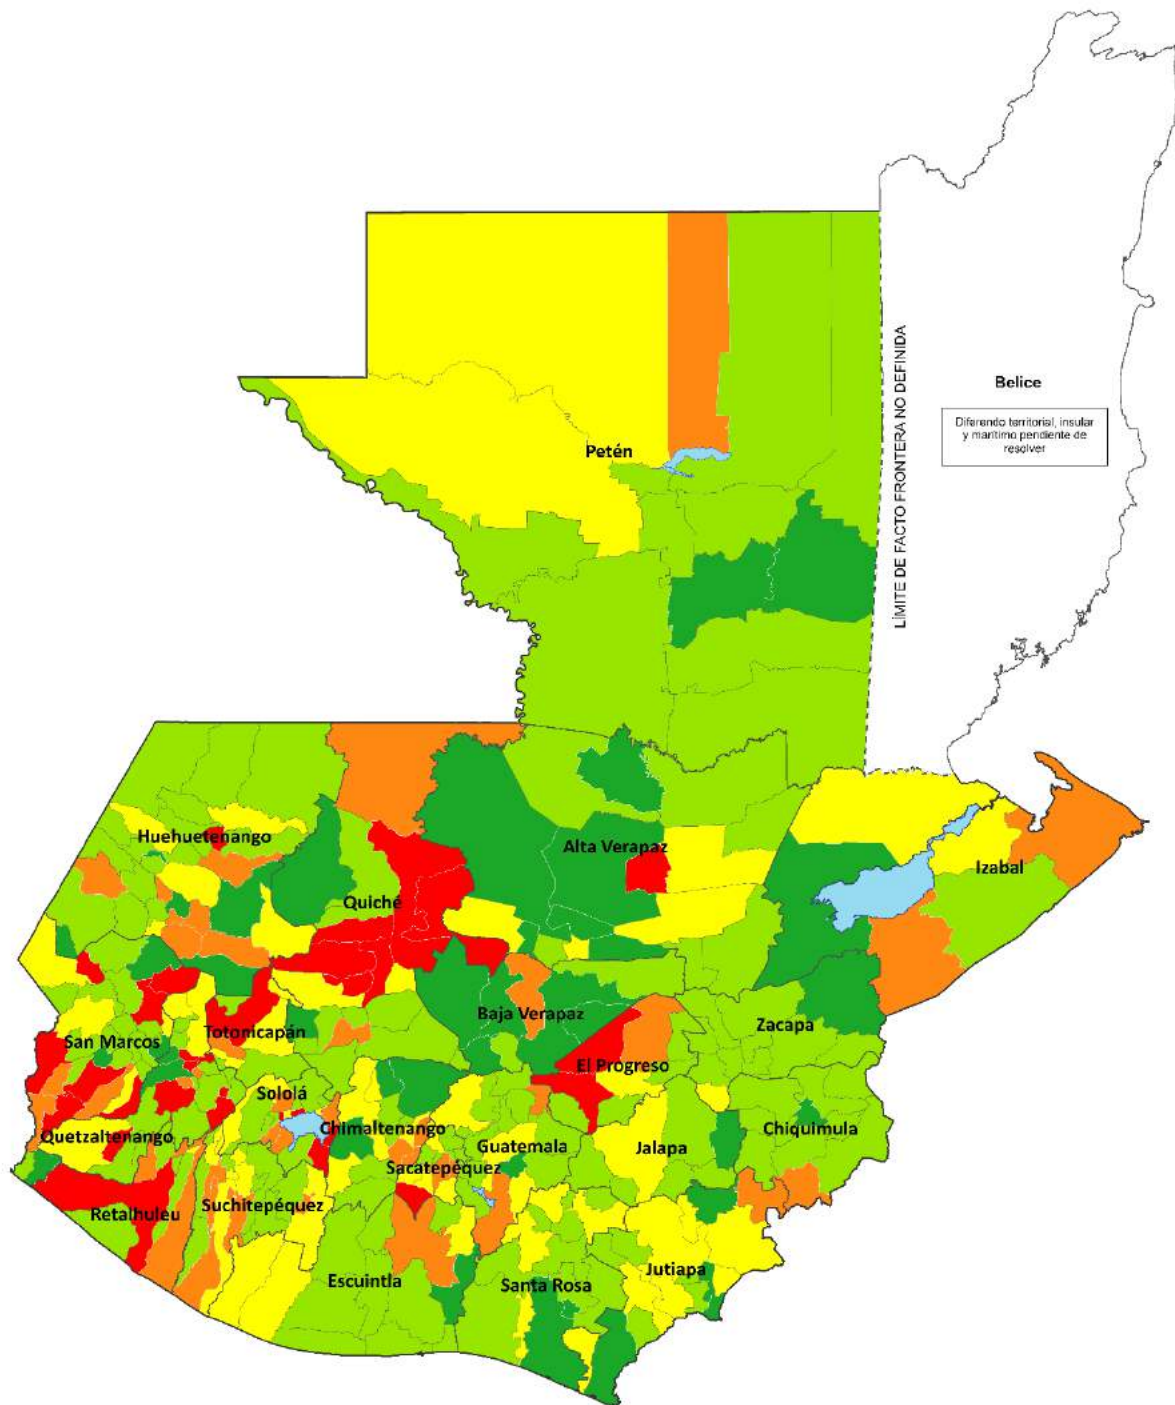 Belice
Diferendo territorial, insular
y marítimo pendiente de
resolver
LÍMITE DE FACTO FRONTERA NO DEFINIDA
Petén
Huehuetenango
Alta Verapaz
Izabal
Quiché
Baja Verapaz
Zacapa
Totonicapán
San Marcos
El Progreso
Sololá
Chimaltenango
Chiquimula
Quetzaltenango
Guatemala
Jalapa
Sacatepéquez
Suchitepéquez
Retalhuleu
Jutiapa
Escuintla
Santa Rosa